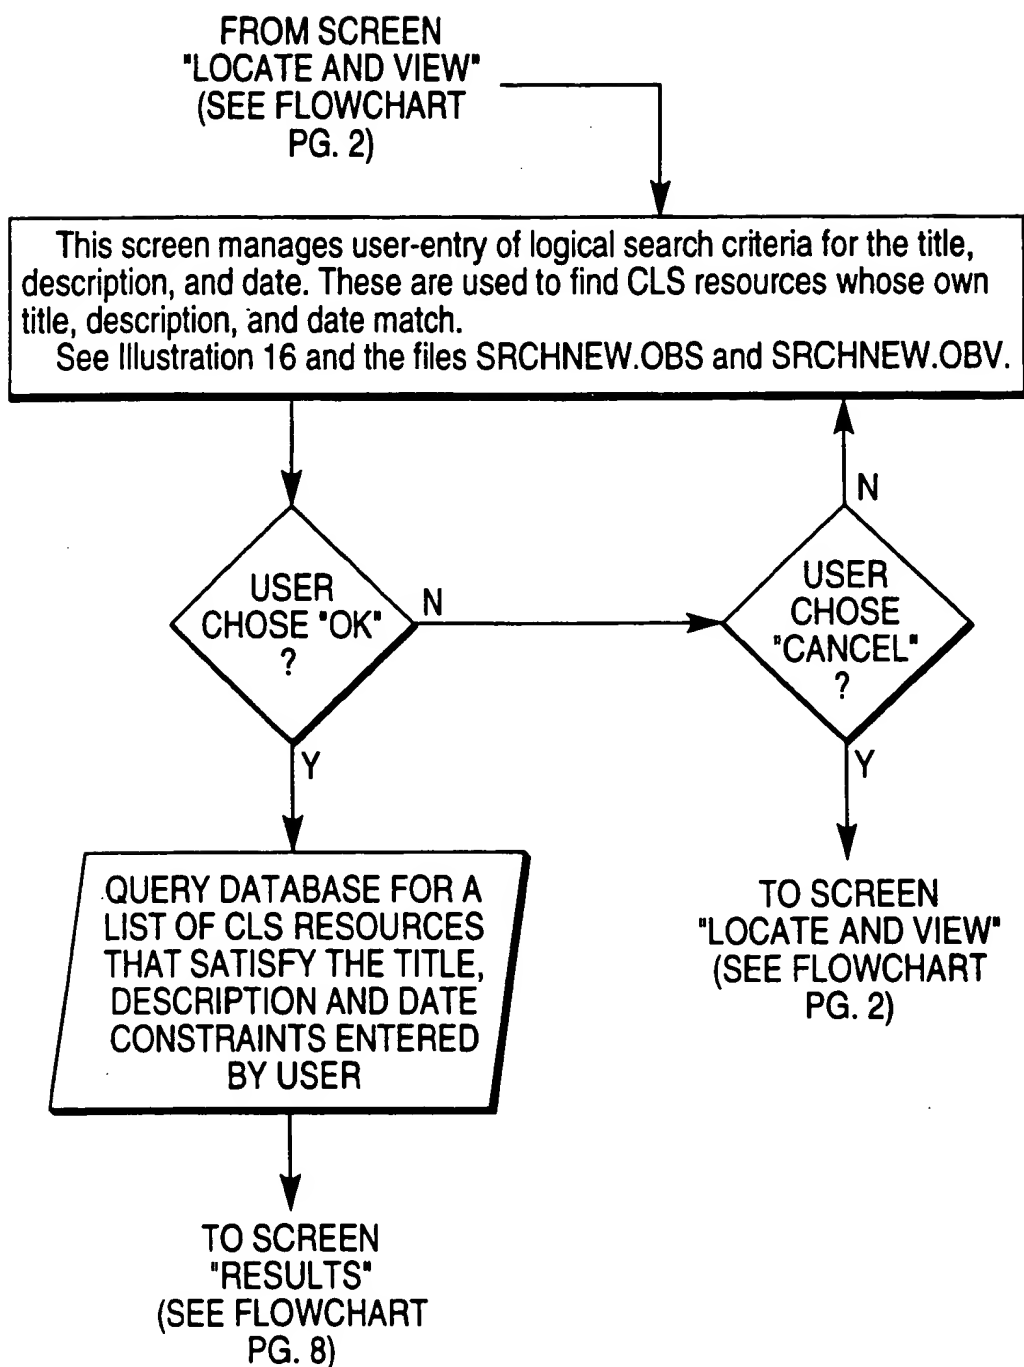 FROM SCREEN
"LOCATE AND VIEW"
(SEE FLOWCHART
PG. 2)
This screen manages user-entry of logical search criteria for the title,
description, and date. These are used to find CLS resources whose own
title, description, and date match.
See Illustration 16 and the files SRCHNEW.OBS and SRCHNEW.OBV.
USER
CHOSE "OK"
?
N
Y
USER
CHOSE
"CANCEL"
?
N
Y
QUERY DATABASE FOR A
LIST OF CLS RESOURCES
THAT SATISFY THE TITLE,
DESCRIPTION AND DATE
CONSTRAINTS ENTERED
BY USER
TO SCREEN
"LOCATE AND VIEW"
(SEE FLOWCHART
PG. 2)
TO SCREEN
"RESULTS"
(SEE FLOWCHART
PG. 8)